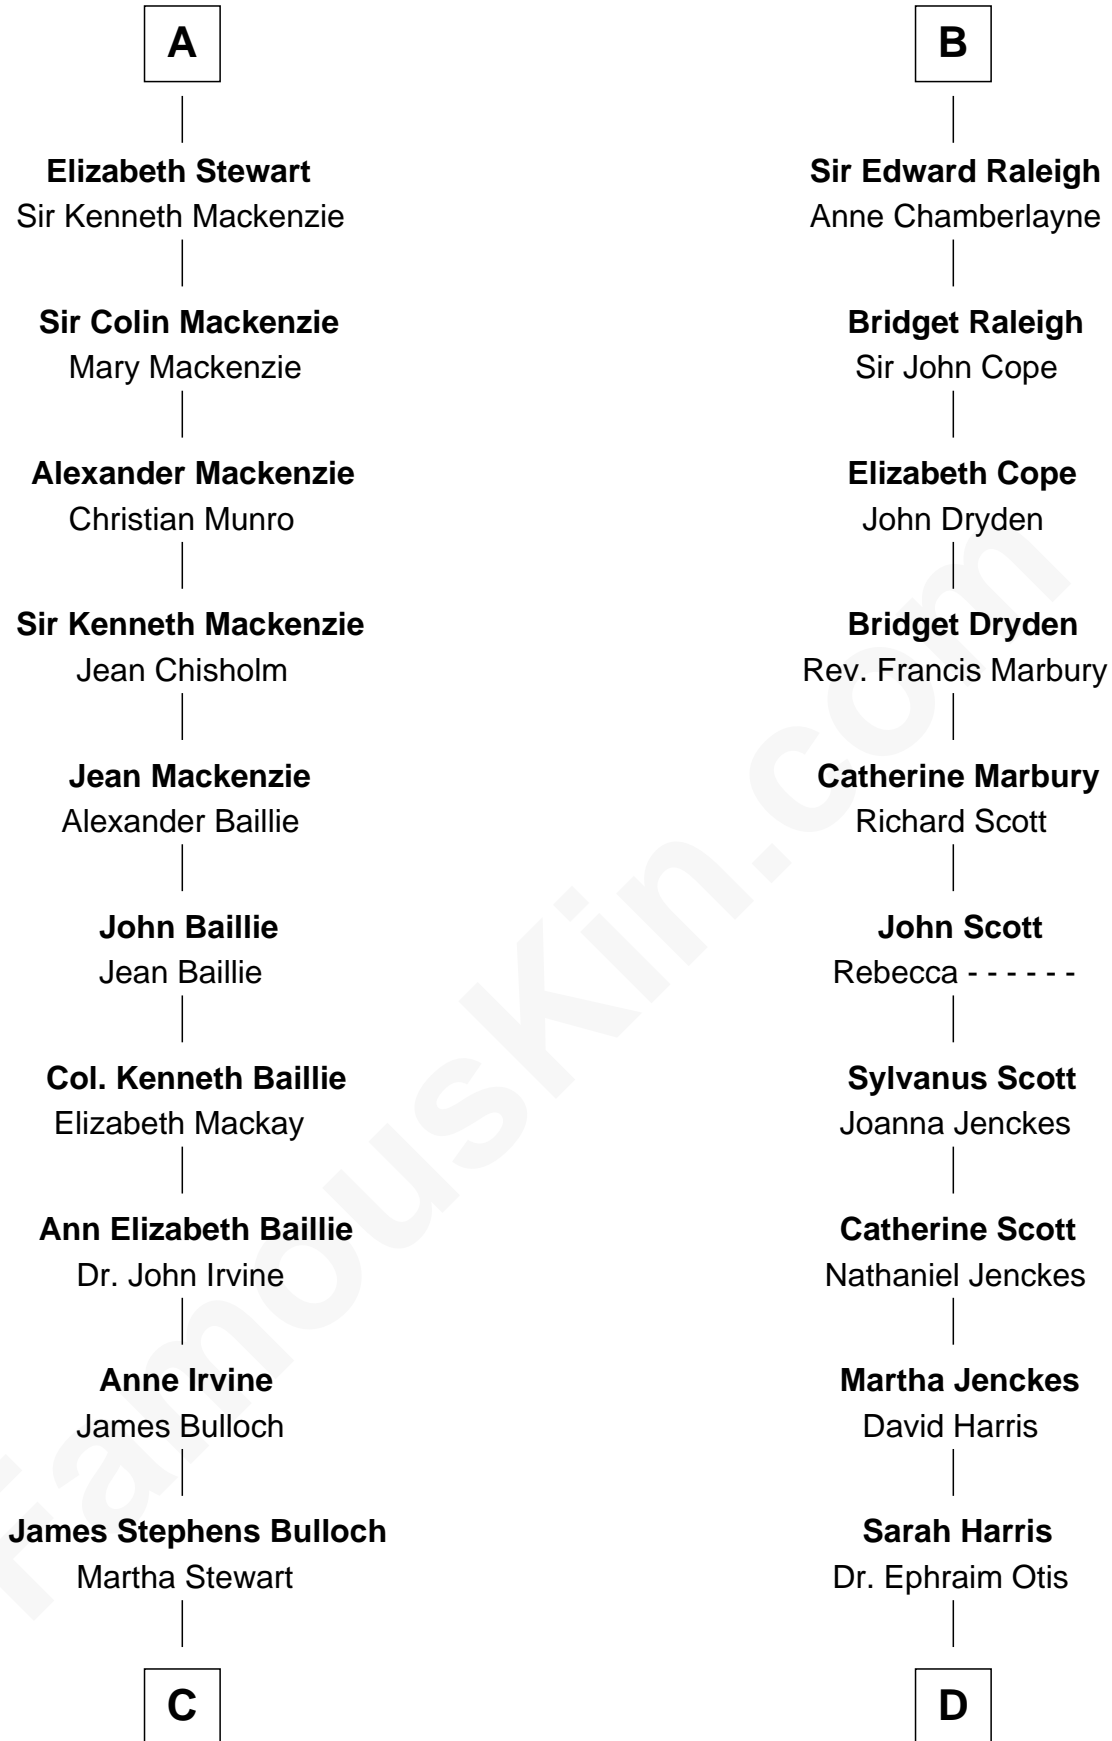 A
Elizabeth Stewart
Sir Kenneth Mackenzie
Sir Colin Mackenzie
Mary Mackenzie
Alexander Mackenzie
Christian Munro
Sir Kenneth Mackenzie
Jean Chisholm
Jean Mackenzie
Alexander Baillie
John Baillie
Jean Baillie
Col. Kenneth Baillie
Elizabeth Mackay
Ann Elizabeth Baillie
Dr. John Irvine
Anne Irvine
James Bulloch
James Stephens Bulloch
Martha Stewart
C
B
Sir Edward Raleigh
Anne Chamberlayne
Bridget Raleigh
Sir John Cope
Elizabeth Cope
John Dryden
Bridget Dryden
Rev. Francis Marbury
Catherine Marbury
Richard Scott
John Scott
Rebecca - - - - - -
Sylvanus Scott
Joanna Jenckes
Catherine Scott
Nathaniel Jenckes
Martha Jenckes
David Harris
Sarah Harris
Dr. Ephraim Otis
D
FamousKin.com